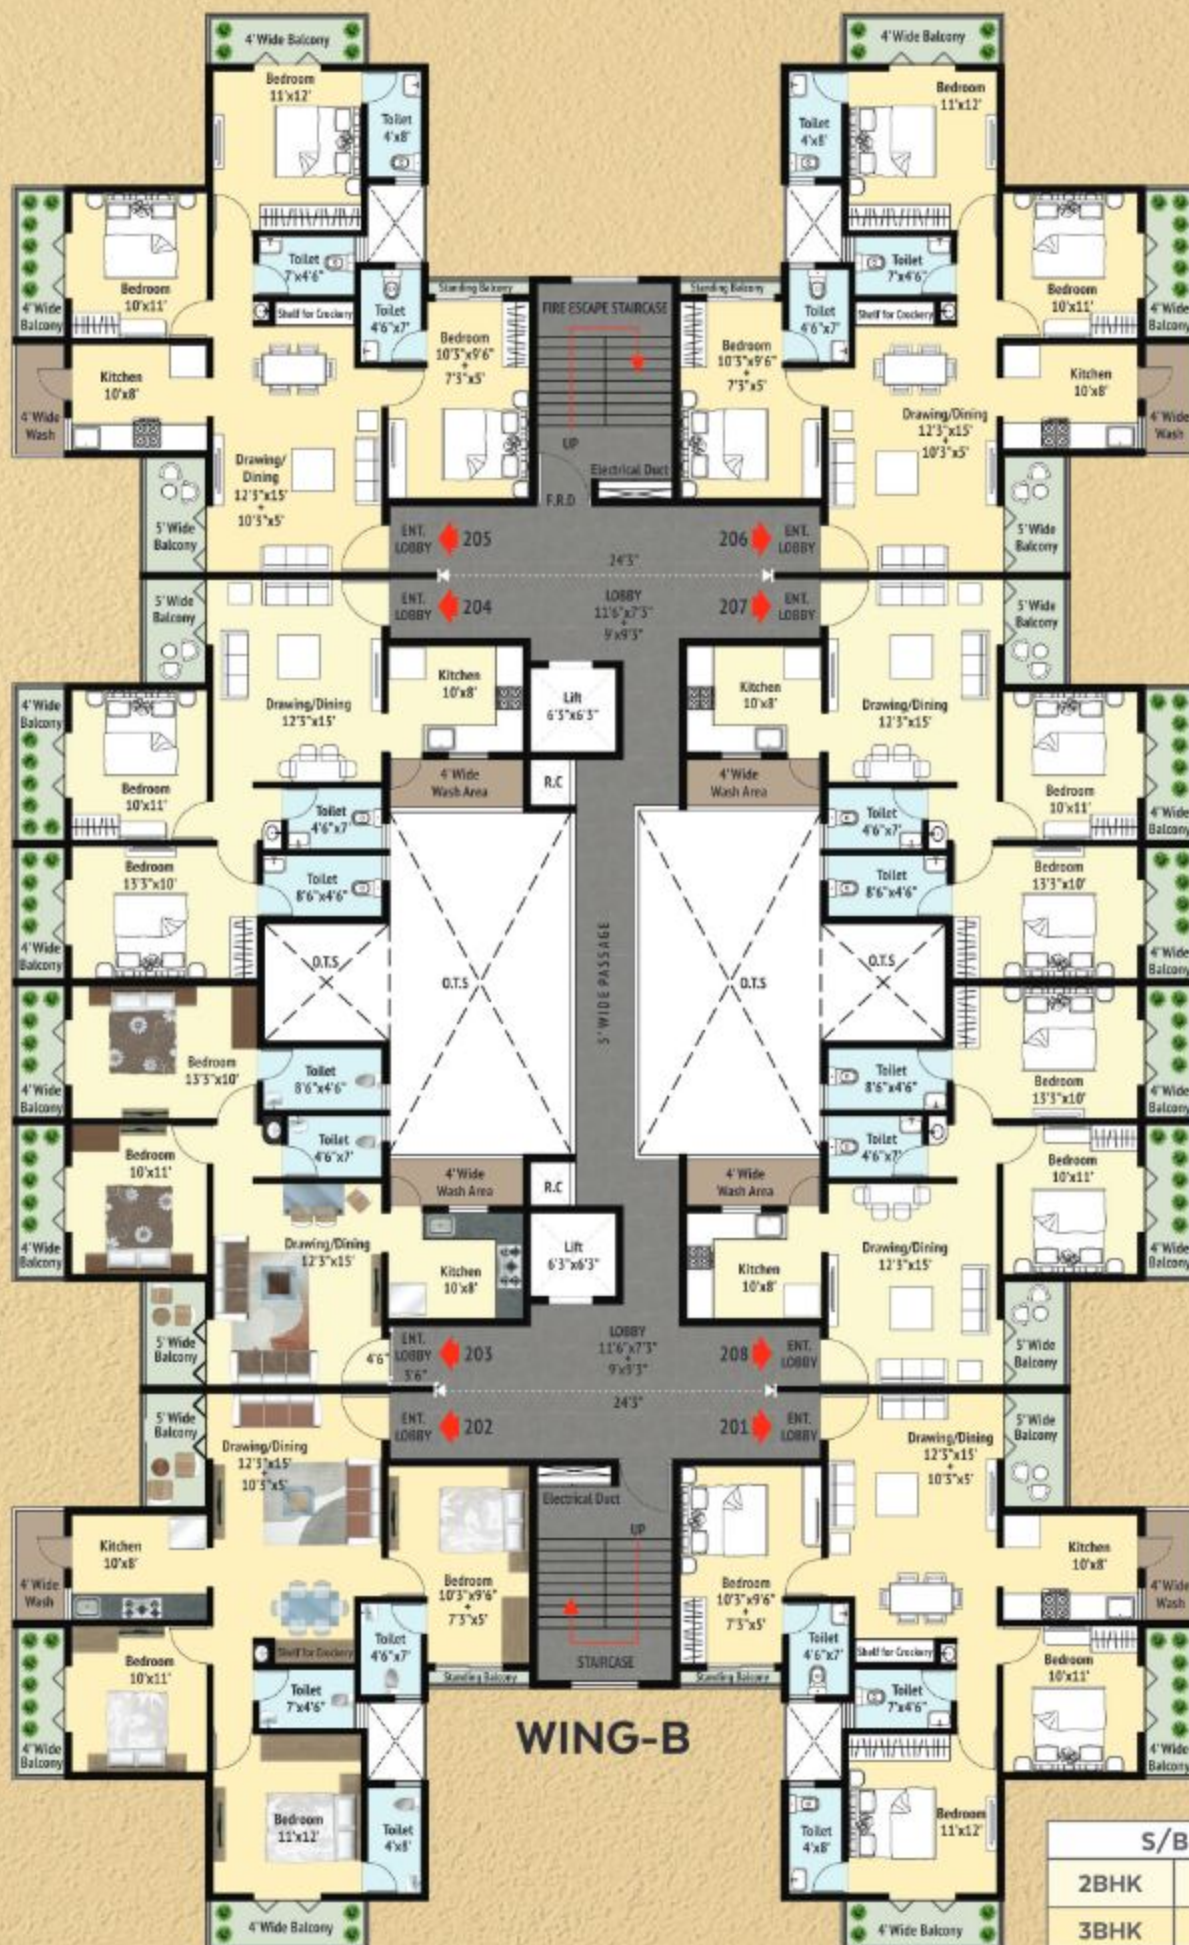 4'Wide Balcony
4'Wide Balcony
Bedroom
11'x12'
Toilet
4'x8'
Toilet
4'x8'
Bedroom
11'x12'
4'Wide
Balcony
Bedroom
10'x11'
Toilet
7'x4'6"
Shelf for Crockery
Toilet
4'6"x7'
Standing Balcony
Bedroom
10'3"x9'6"
+
7'3"x5'
FIRE ESCAPE STAIRCASE
UP
Electrical Duct
F.R.D
Standing Balcony
Bedroom
10'3"x9'6"
+
7'3"x5'
Toilet
4'6"x7'
Toilet
7'x4'6"
Shelf for Crockery
Bedroom
10'x11'
4'Wide
Balcony
Kitchen
10'x8'
4'Wide
Wash
Drawing/
Dining
12'3"x15'
+
10'3"x5'
5'Wide
Balcony
Drawing/Dining
12'3"x15'
+
10'3"x5'
Kitchen
10'x8'
4'Wide
Wash
5'Wide
Balcony
ENT.
LOBBY
205
206
ENT.
LOBBY
24'3"
ENT.
LOBBY
204
LOBBY
11'6"x7'3"
+
9'x9'3"
207
ENT.
LOBBY
5'Wide
Balcony
5'Wide
Balcony
4'Wide
Balcony
Bedroom
10'x11'
Drawing/Dining
12'3"x15'
Kitchen
10'x8'
Lift
6'3"x6'3"
Kitchen
10'x8'
Drawing/Dining
12'3"x15'
Bedroom
10'x11'
4'Wide
Balcony
4'Wide
Wash Area
R.C
4'Wide
Wash Area
Toilet
4'6"x7'
Toilet
4'6"x7'
Bedroom
13'3"x10'
4'Wide
Balcony
Toilet
8'6"x4'6"
Toilet
8'6"x4'6"
Bedroom
13'3"x10'
4'Wide
Balcony
O.T.S
O.T.S
5'WIDE PASSAGE
O.T.S
O.T.S
4'Wide
Balcony
Bedroom
13'3"x10'
Toilet
8'6"x4'6"
Toilet
8'6"x4'6"
Bedroom
13'3"x10'
4'Wide
Balcony
Toilet
4'6"x7'
Toilet
4'6"x7'
Bedroom
10'x11'
4'Wide
Balcony
4'Wide
Wash Area
R.C
4'Wide
Wash Area
Bedroom
10'x11'
4'Wide
Balcony
Drawing/Dining
12'3"x15'
Kitchen
10'x8'
Lift
6'3"x6'3"
Kitchen
10'x8'
Drawing/Dining
12'3"x15'
5'Wide
Balcony
4'6"
ENT.
LOBBY
3'6"
203
LOBBY
11'6"x7'3"
+
9'x9'3"
208
ENT.
LOBBY
5'Wide
Balcony
24'3"
5'Wide
Balcony
ENT.
LOBBY
202
201
ENT.
LOBBY
5'Wide
Balcony
Drawing/Dining
12'3"x15'
+
10'3"x5'
Electrical Duct
UP
Drawing/Dining
12'3"x15'
+
10'3"x5'
Kitchen
10'x8'
4'Wide
Wash
Bedroom
10'3"x9'6"
+
7'3"x5'
Bedroom
10'3"x9'6"
+
7'3"x5'
Kitchen
10'x8'
4'Wide
Wash
Bedroom
10'x11'
4'Wide
Balcony
Shelf for Crockery
Toilet
7'x4'6"
Toilet
4'6"x7'
Standing Balcony
STAIRCASE
Standing Balcony
Toilet
4'6"x7'
Shelf for Crockery
Toilet
7'x4'6"
Bedroom
10'x11'
4'Wide
Balcony
WING-B
Bedroom
11'x12'
Toilet
4'x8'
Toilet
4'x8'
Bedroom
11'x12'
4'Wide Balcony
4'Wide Balcony
S/B
2BHK
3BHK